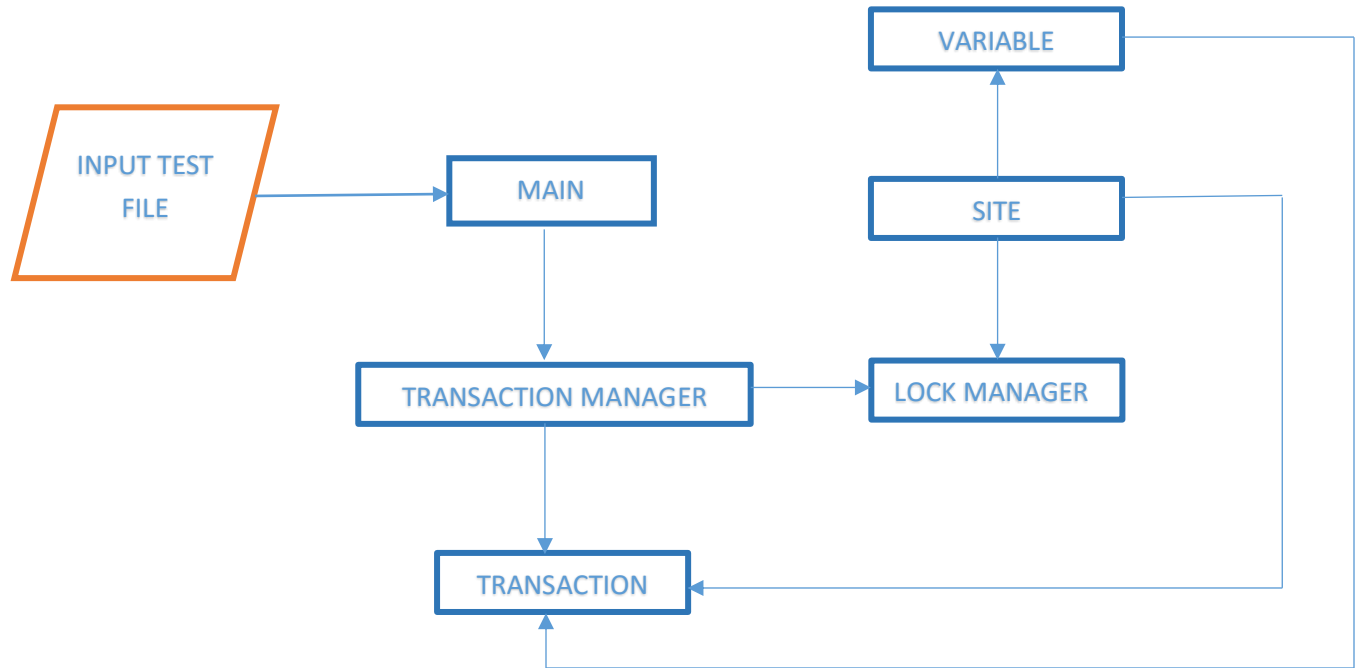 VARIABLE
INPUT TEST
FILE
MAIN
SITE
TRANSACTION MANAGER
LOCK MANAGER
TRANSACTION